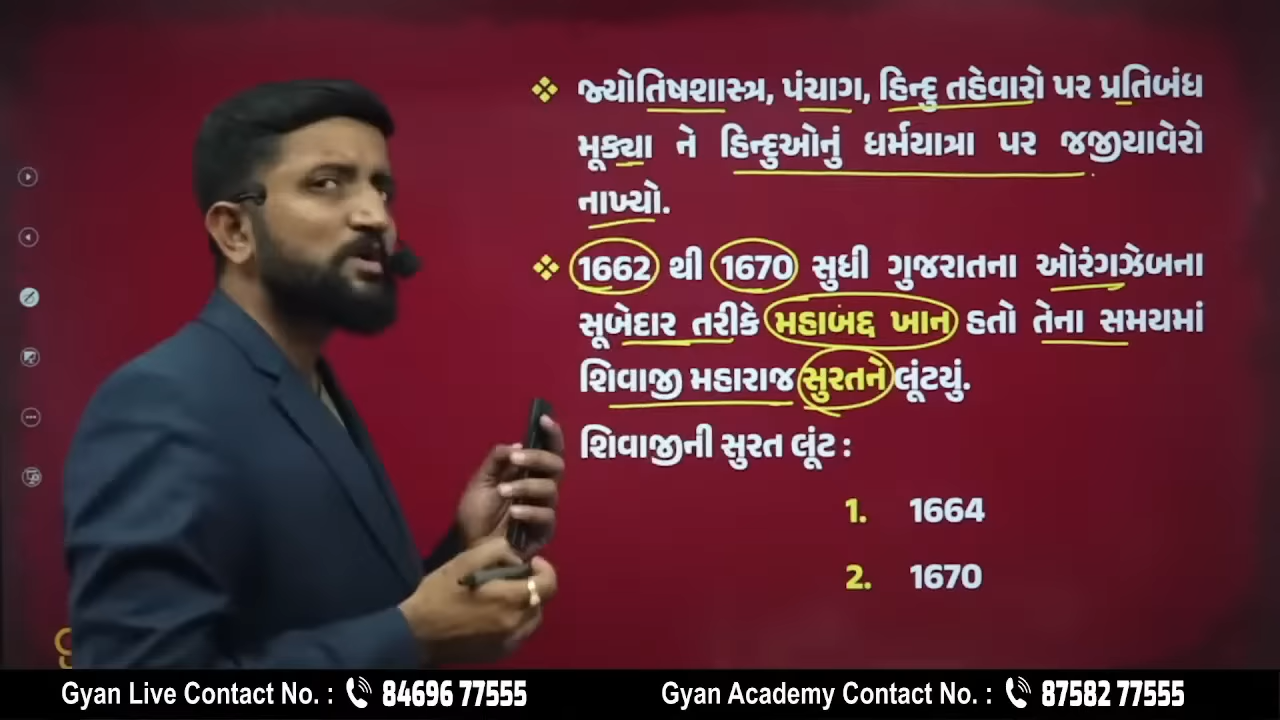 જ્યોતિષશાસ્ત્ર, પંચાગ, હિન્દુ તહેવારો પર પ્રતિબંધ
મૂક્યા ને હિન્દુઓનું ધર્મયાત્રા પર જજીયાવેરો
નાખ્યો.
1662 થી 1670 સુધી ગુજરાતના ઓરંગઝેબના
સૂબેદાર તરીકે મહાબદ્દ ખાન હતો તેના સમયમાં
શિવાજી મહારાજ સુરતને લૂંટયું.
શિવાજીની સુરત લૂંટ :
1. 1664
2. 1670
Gyan Live Contact No. : 84696 77555
Gyan Academy Contact No. : 87582 77555